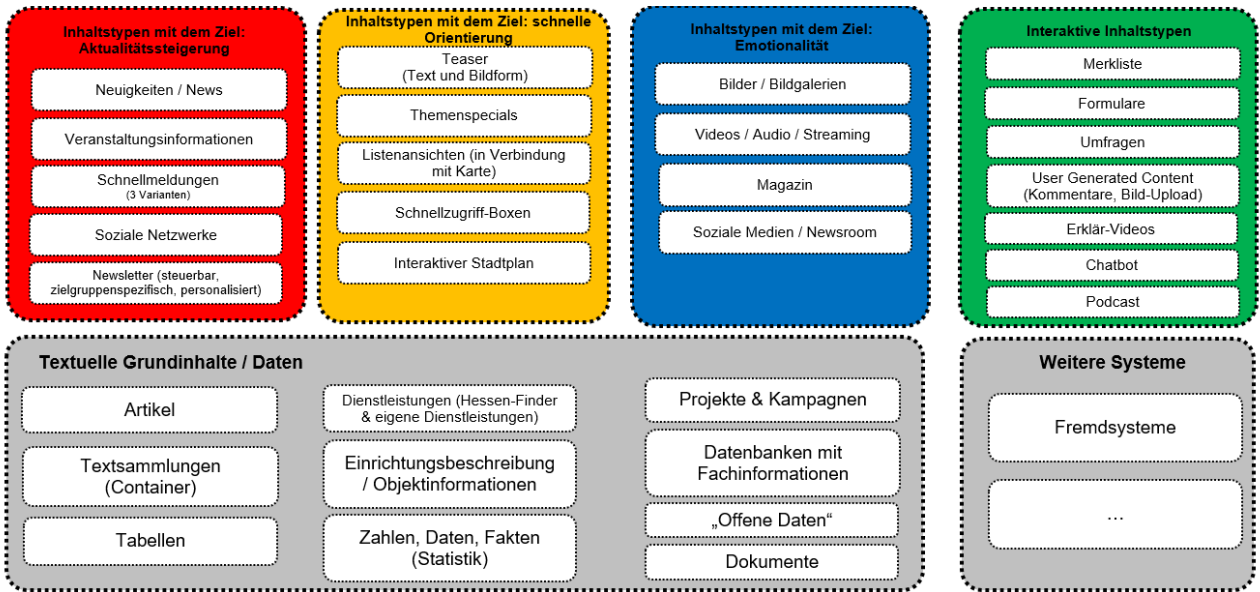 Inhaltstypen mit dem Ziel:
Aktualitätssteigerung
Neuigkeiten / News
Veranstaltungsinformationen
Schnellmeldungen
(3 Varianten)
Soziale Netzwerke
Newsletter (steuerbar,
zielgruppenspezifisch, personalisiert)
Inhaltstypen mit dem Ziel: schnelle
Orientierung
Teaser
(Text und Bildform)
Themenspecials
Listenansichten (in Verbindung
mit Karte)
Schnellzugriff-Boxen
Interaktiver Stadtplan
Inhaltstypen mit dem Ziel:
Emotionalität
Bilder / Bildgalerien
Videos / Audio / Streaming
Magazin
Soziale Medien / Newsroom
Interaktive Inhaltstypen
Merkliste
Formulare
Umfragen
User Generated Content
(Kommentare, Bild-Upload)
Erklär-Videos
Chatbot
Podcast
Textuelle Grundinhalte / Daten
Artikel
Textsammlungen
(Container)
Tabellen
Dienstleistungen (Hessen-Finder
& eigene Dienstleistungen)
Einrichtungsbeschreibung
/ Objektinformationen
Zahlen, Daten, Fakten
(Statistik)
Projekte & Kampagnen
Datenbanken mit
Fachinformationen
„Offene Daten“
Dokumente
Weitere Systeme
Fremdsysteme
...